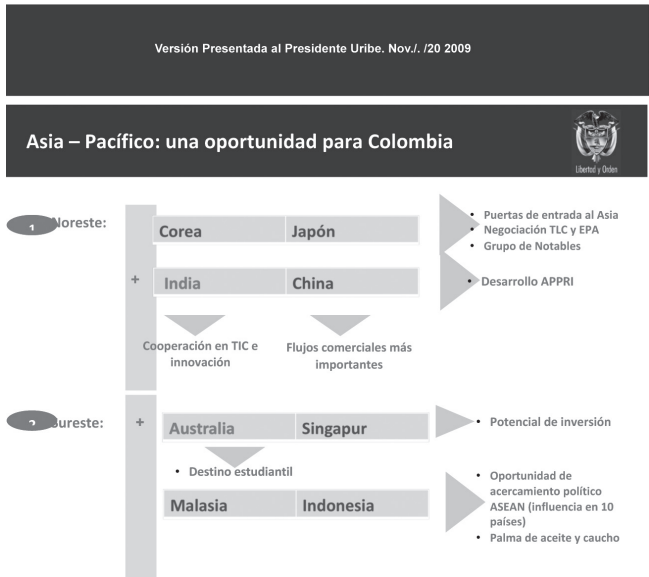 Versión Presentada al Presidente Uribe. Nov./. /20 2009
Asia – Pacífico: una oportunidad para Colombia
Libertad y Orden
1 Noreste:
Corea Japón
• Puertas de entrada al Asia
• Negociación TLC y EPA
• Grupo de Notables
+
India China
• Desarrollo APPRI
Cooperación en TIC e
innovación
Flujos comerciales más
importantes
2 Sureste:
+
Australia Singapur
• Potencial de inversión
• Destino estudiantil
Malasia Indonesia
• Oportunidad de
acercamiento político
ASEAN (influencia en 10
países)
• Palma de aceite y caucho